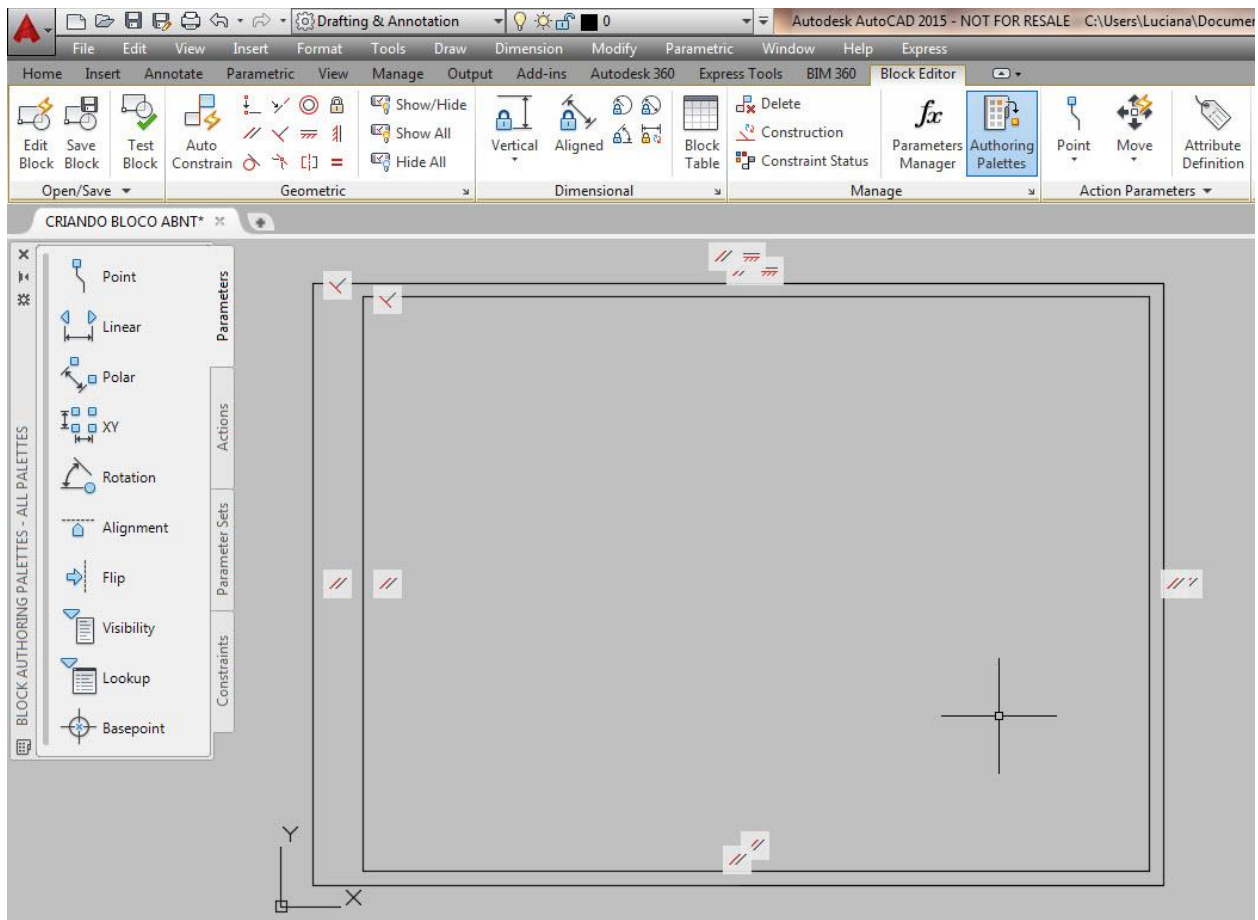 Drafting & Annotation 0 Autodesk AutoCAD 2015 - NOT FOR RESALE C:\Users\Luciana\Documen
File Edit View Insert Format Tools Draw Dimension Modify Parametric Window Help Express
Home Insert Annotate Parametric View Manage Output Add-ins Autodesk 360 Express Tools BIM 360 Block Editor
Edit Block
Save Block
Test Block
Auto Constrain
Show/Hide
Show All
Hide All
Vertical
Aligned
Block Table
Delete
Construction
Constraint Status
fx
Parameters Manager
Authoring Palettes
Point
Move
Attribute Definition
Open/Save Geometric Dimensional Manage Action Parameters
CRIANDO BLOCO ABNT*
Point
Linear
Polar
XY
Rotation
Alignment
Flip
Visibility
Lookup
Basepoint
Parameters
Actions
Parameter Sets
Constraints
BLOCK AUTHORING PALETTES - ALL PALETTES
Y
X